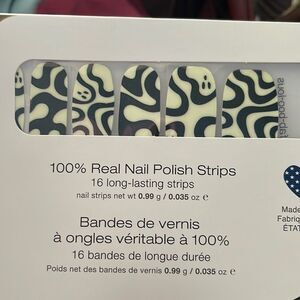 100% Real Nail Polish Strips
16 long-lasting strips
nail strips net wt 0.99 g / 0.035 oz e
Made
Bandes de vernis
Fabriq
à ongles véritable à 100%
ÉTAT
16 bandes de longue durée
Poids net des bandes de vernis 0.99 g / 0.035 oz e